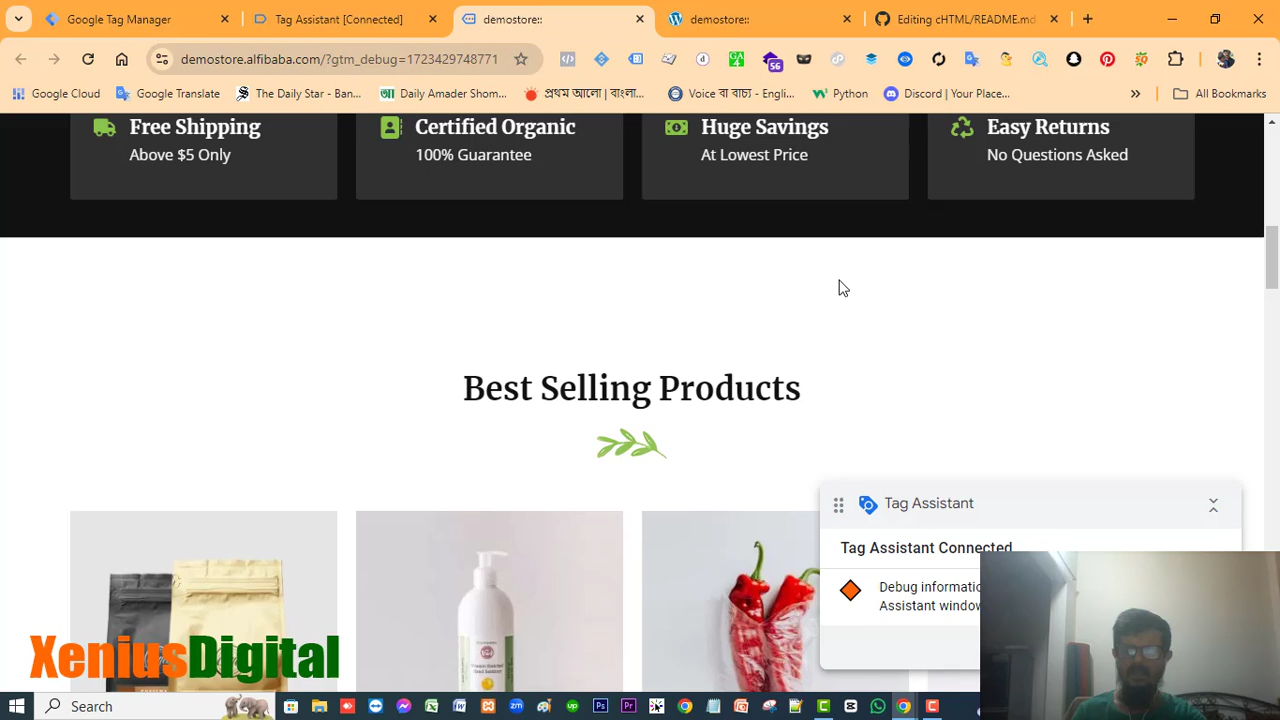 Google Tag Manager
Tag Assistant [Connected]
demostore::
demostore::
Editing cHTML/README.md
demostore.alfibaba.com/?gtm_debug=1723429748771
56
Google Cloud
Google Translate
The Daily Star - Ban...
Daily Amader Shom...
প্রথম আলো | বাংলা...
Voice বা বাচ্য - Engli...
Python
Discord | Your Place...
All Bookmarks
Free Shipping
Above $5 Only
Certified Organic
100% Guarantee
Huge Savings
At Lowest Price
Easy Returns
No Questions Asked
Best Selling Products
Tag Assistant
Tag Assistant Connected
Debug informatio
Assistant window
XeniusDigital
Search